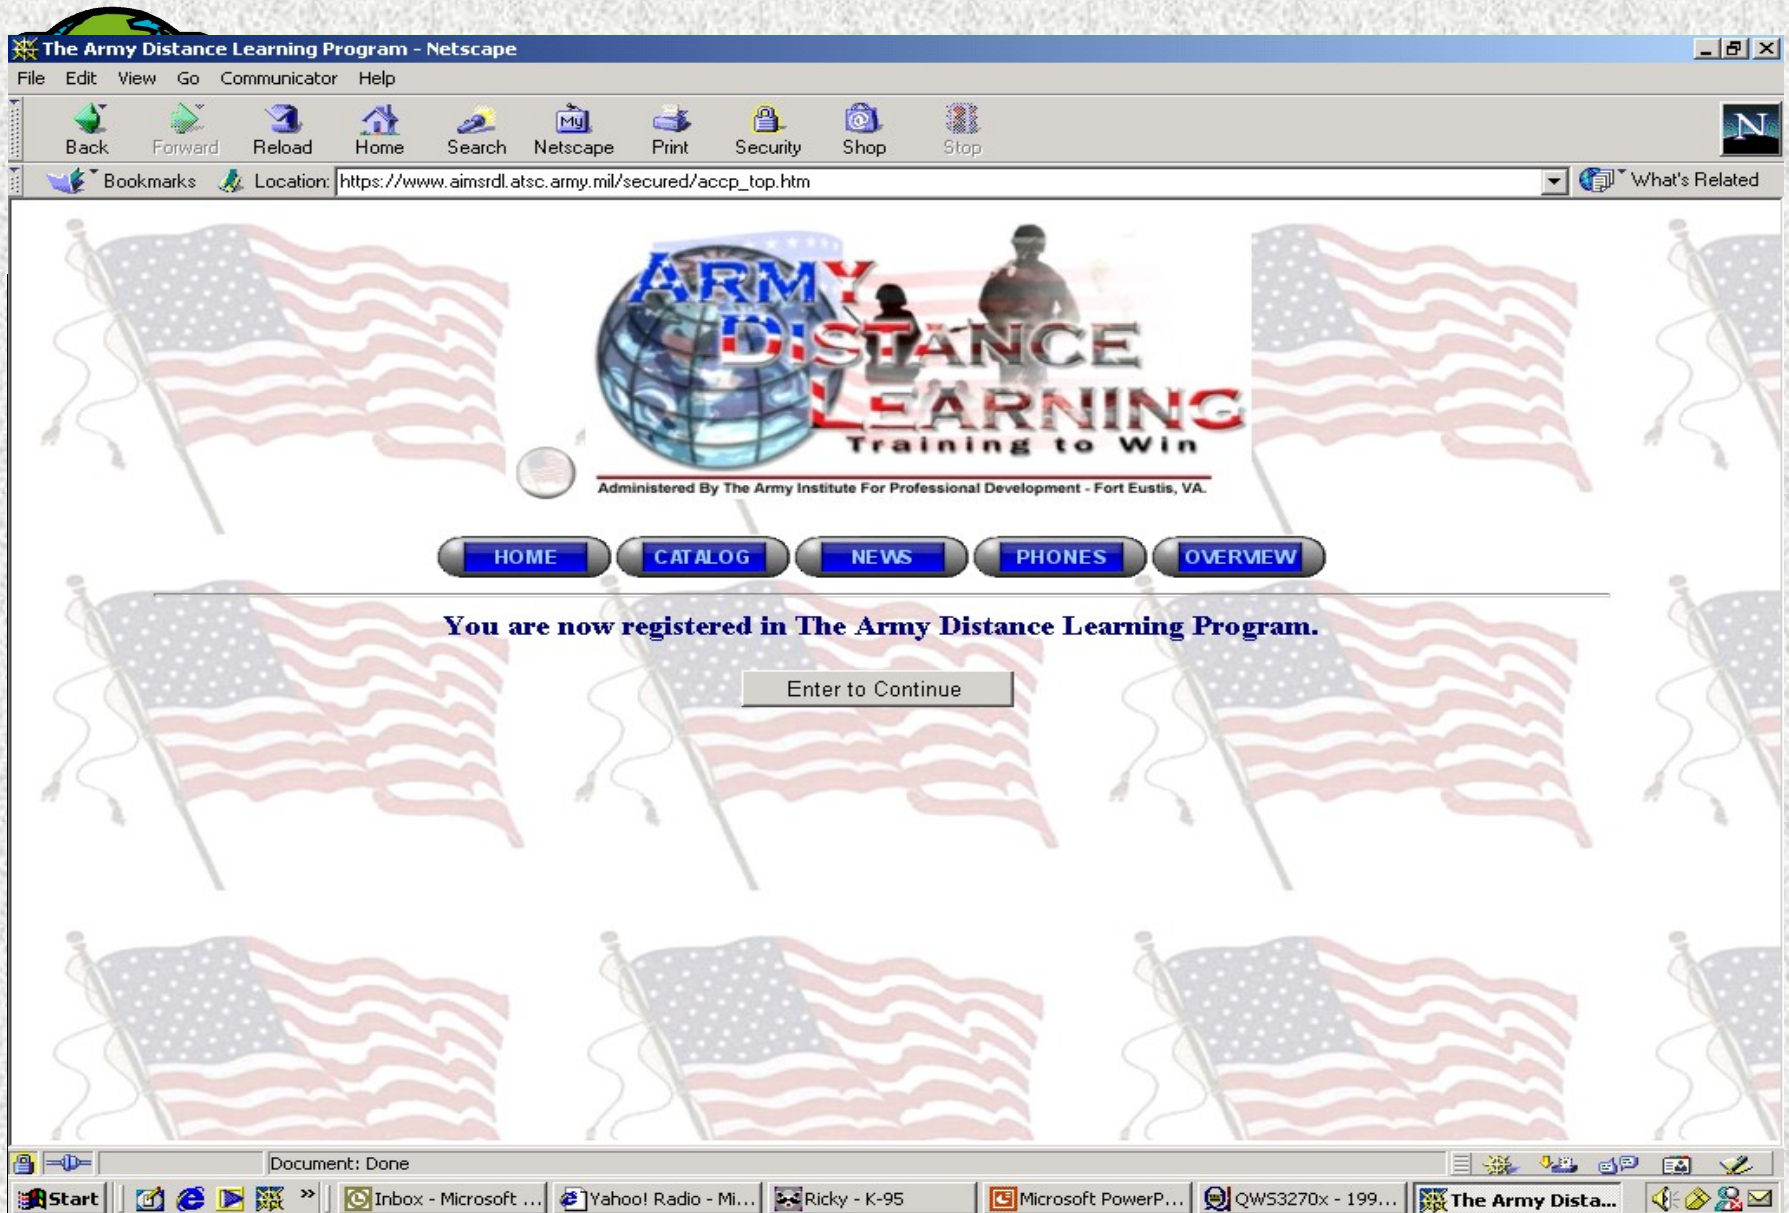 The Army Distance Learning Program - Netscape
File Edit View Go Communicator Help
My
N
Back Forward Reload Home Search Netscape Print Security Shop Stop
Bookmarks Location: https://www.aimsrdl.atsc.army.mil/secured/accp_top.htm What's Related
ARMY
DISTANCE
LEARNING
Training to Win
Administered By The Army Institute For Professional Development - Fort Eustis, VA.
HOME CATALOG NEWS PHONES OVERVIEW
You are now registered in The Army Distance Learning Program.
Enter to Continue
Document: Done
Start » Inbox - Microsoft ... Yahoo! Radio - Mi... Ricky - K-95 Microsoft PowerP... QWS3270x - 199... The Army Dista...